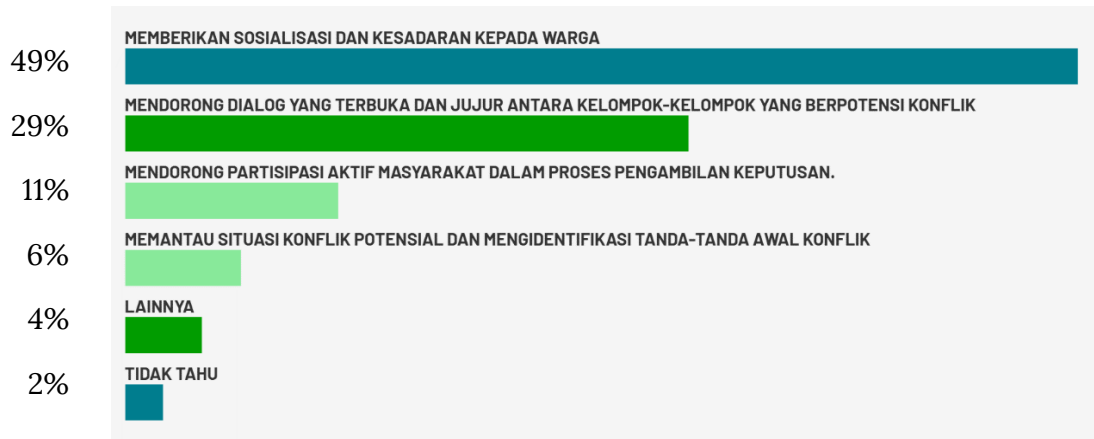 MEMBERIKAN SOSIALISASI DAN KESADARAN KEPADA WARGA
49%
MENDORONG DIALOG YANG TERBUKA DAN JUJUR ANTARA KELOMPOK-KELOMPOK YANG BERPOTENSI KONFLIK
29%
MENDORONG PARTISIPASI AKTIF MASYARAKAT DALAM PROSES PENGAMBILAN KEPUTUSAN.
11%
MEMANTAU SITUASI KONFLIK POTENSIAL DAN MENGIDENTIFIKASI TANDA-TANDA AWAL KONFLIK
6%
LAINNYA
4%
TIDAK TAHU
2%